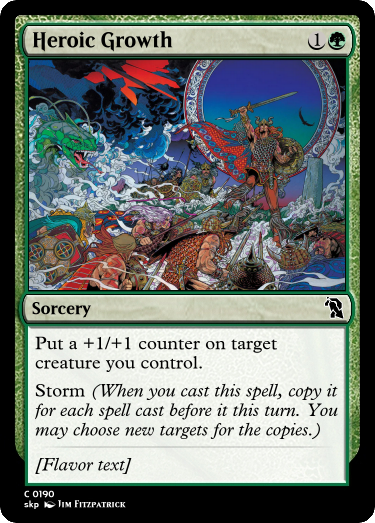 Heroic Growth 1
Sorcery
Put a +1/+1 counter on target
creature you control.
Storm (When you cast this spell, copy it
for each spell cast before it this turn. You
may choose new targets for the copies.)
[Flavor text]
C 0190
skp Jim Fitzpatrick